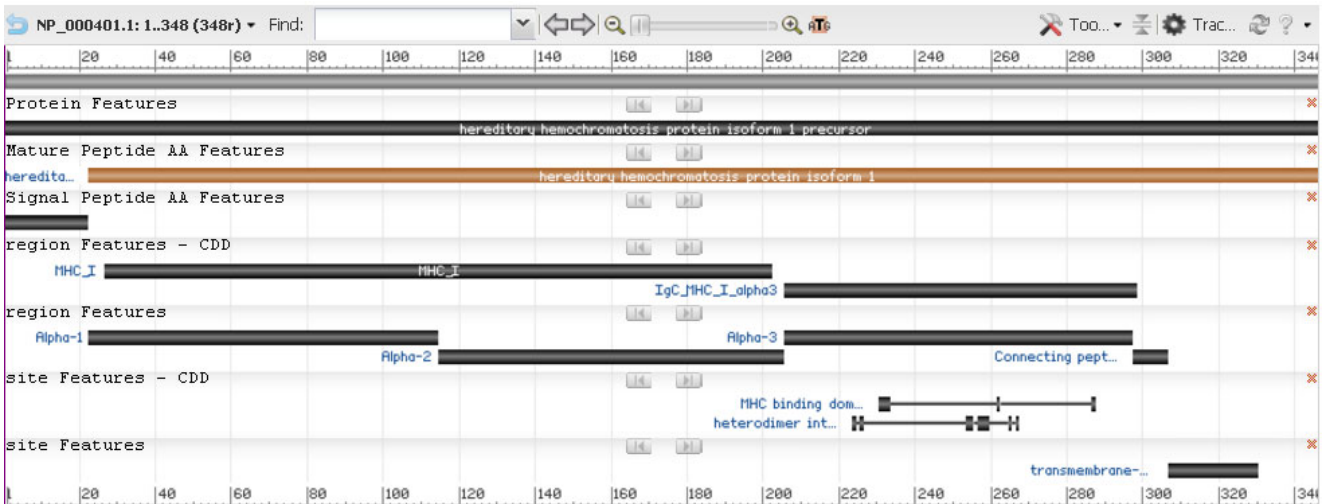 NP_000401.1: 1..348 (348r) Find: Too... Trac... ?
1 20 40 60 80 100 120 140 160 180 200 220 240 260 280 300 320 34
Protein Features
hereditary hemochromatosis protein isoform 1 precursor
Mature Peptide AA Features
heredita... hereditary hemochromatosis protein isoform 1
Signal Peptide AA Features
region Features - CDD
MHC_I MHC_I
IgC_MHC_I_alpha3
region Features
Alpha-1 Alpha-3
Alpha-2 Connecting pept...
site Features - CDD
MHC binding dom...
heterodimer int...
site Features
transmembrane-...
1 20 40 60 80 100 120 140 160 180 200 220 240 260 280 300 320 34